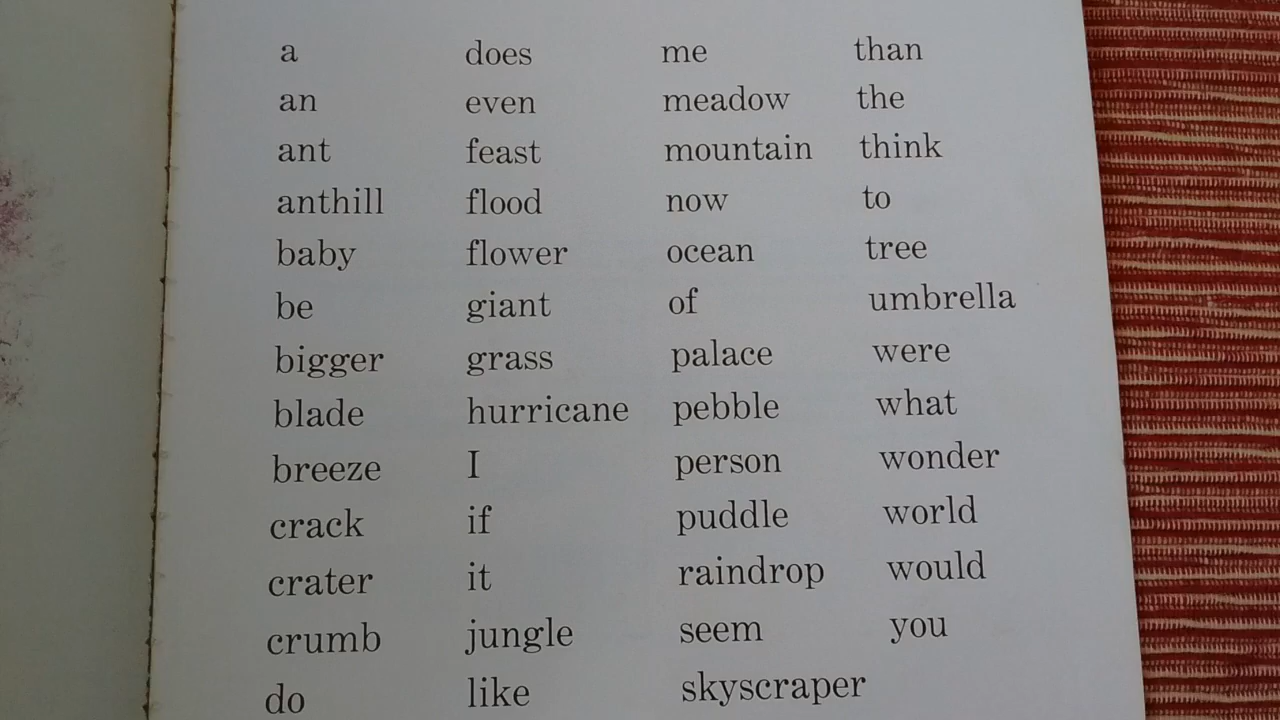 a does me than
an even meadow the
ant feast mountain think
anthill flood now to
baby flower ocean tree
be giant of umbrella
bigger grass palace were
blade hurricane pebble what
breeze I person wonder
crack if puddle world
crater it raindrop would
crumb jungle seem you
do like skyscraper